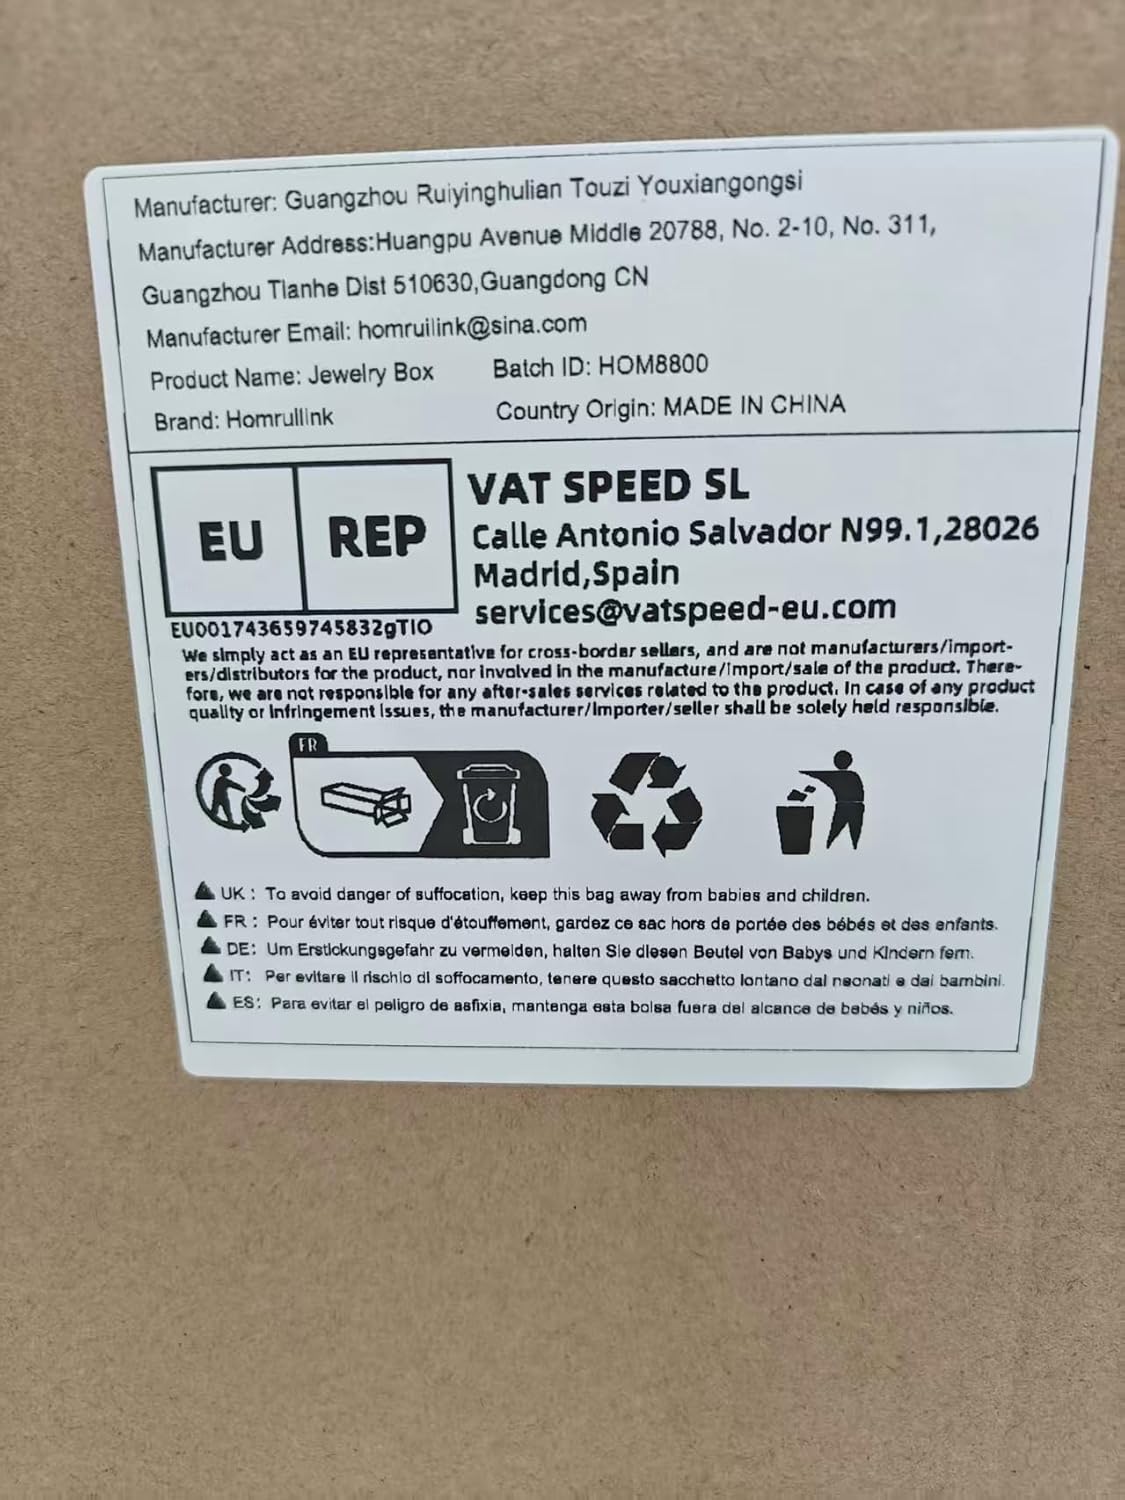 Manufacturer: Guangzhou Ruiyinghulian Touzi Youxiangongsi
Manufacturer Address:Huangpu Avenue Middle 20788, No. 2-10, No. 311,
Guangzhou Tianhe Dist 510630,Guangdong CN
Manufacturer Email: homruilink@sina.com
Product Name: Jewelry Box Batch ID: HOM8800
Brand: Homruilink Country Origin: MADE IN CHINA
EU REP
VAT SPEED SL
Calle Antonio Salvador N99.1,28026
Madrid,Spain
services@vatspeed-eu.com
EU001743659745832gTIO
We simply act as an EU representative for cross-border sellers, and are not manufacturers/import-
ers/distributors for the product, nor involved in the manufacture/import/sale of the product. There-
fore, we are not responsible for any after-sales services related to the product. In case of any product
quality or infringement issues, the manufacturer/importer/seller shall be solely held responsible.
FR
UK : To avoid danger of suffocation, keep this bag away from babies and children.
FR : Pour éviter tout risque d'étouffement, gardez ce sac hors de portée des bébés et des enfants.
DE: Um Erstickungsgefahr zu vermeiden, halten Sie diesen Beutel von Babys und Kindern fern.
IT: Per evitare il rischio di soffocamento, tenere questo sacchetto lontano dai neonati e dai bambini.
ES: Para evitar el peligro de asfixia, mantenga esta bolsa fuera del alcance de bebés y niños.